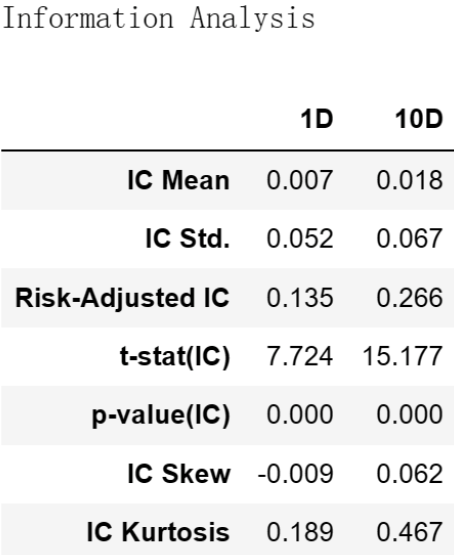 Information Analysis
1D 10D
IC Mean 0.007 0.018
IC Std. 0.052 0.067
Risk-Adjusted IC 0.135 0.266
t-stat(IC) 7.724 15.177
p-value(IC) 0.000 0.000
IC Skew -0.009 0.062
IC Kurtosis 0.189 0.467